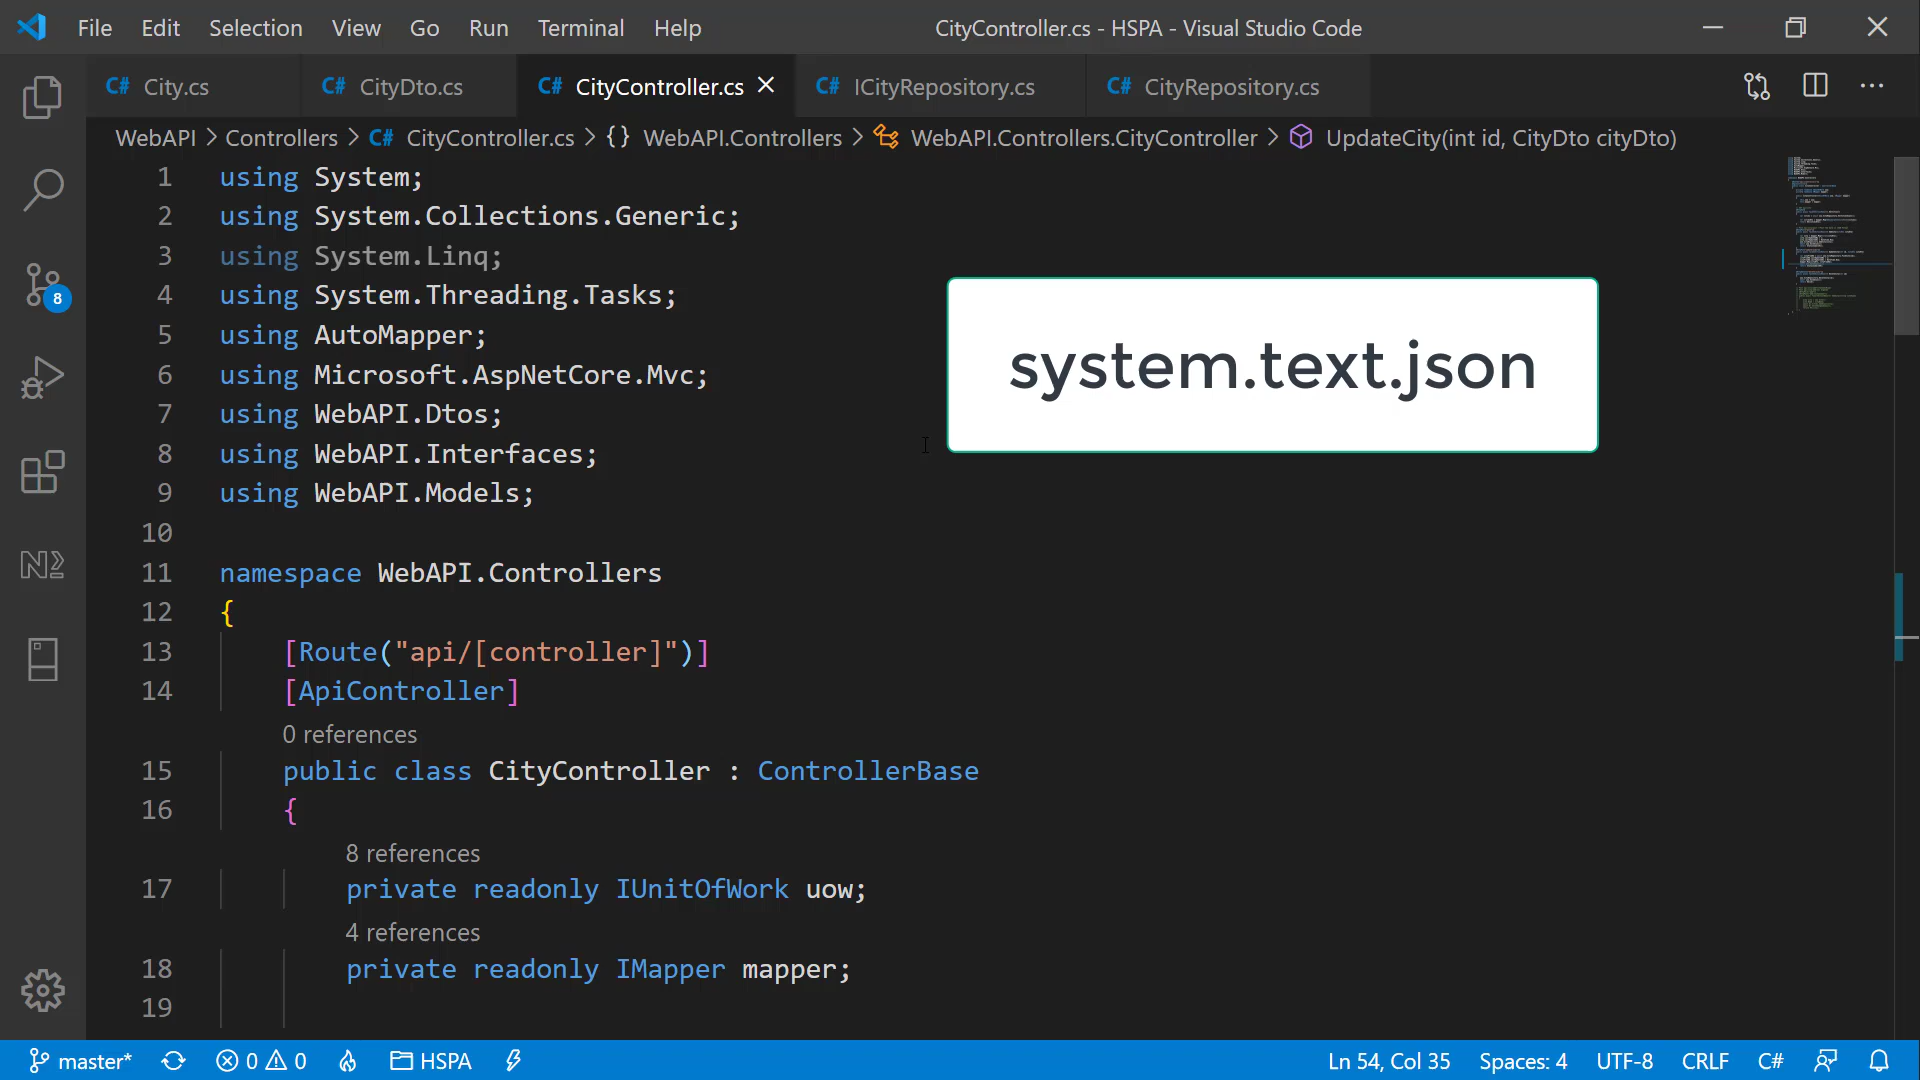 File Edit Selection View Go Run Terminal Help CityController.cs - HSPA - Visual Studio Code
C# City.cs C# CityDto.cs C# CityController.cs C# ICityRepository.cs C# CityRepository.cs
WebAPI > Controllers > C# CityController.cs > {} WebAPI.Controllers > WebAPI.Controllers.CityController > UpdateCity(int id, CityDto cityDto)
1 using System;
2 using System.Collections.Generic;
3 using System.Linq;
4 using System.Threading.Tasks;
5 using AutoMapper;
6 using Microsoft.AspNetCore.Mvc;
7 using WebAPI.Dtos;
8 using WebAPI.Interfaces;
9 using WebAPI.Models;
10
11 namespace WebAPI.Controllers
12 {
13 [Route("api/[controller]")]
14 [ApiController]
0 references
15 public class CityController : ControllerBase
16 {
8 references
17 private readonly IUnitOfWork uow;
4 references
18 private readonly IMapper mapper;
19
system.text.json
8
N2
master* 0 0 HSPA Ln 54, Col 35 Spaces: 4 UTF-8 CRLF C#